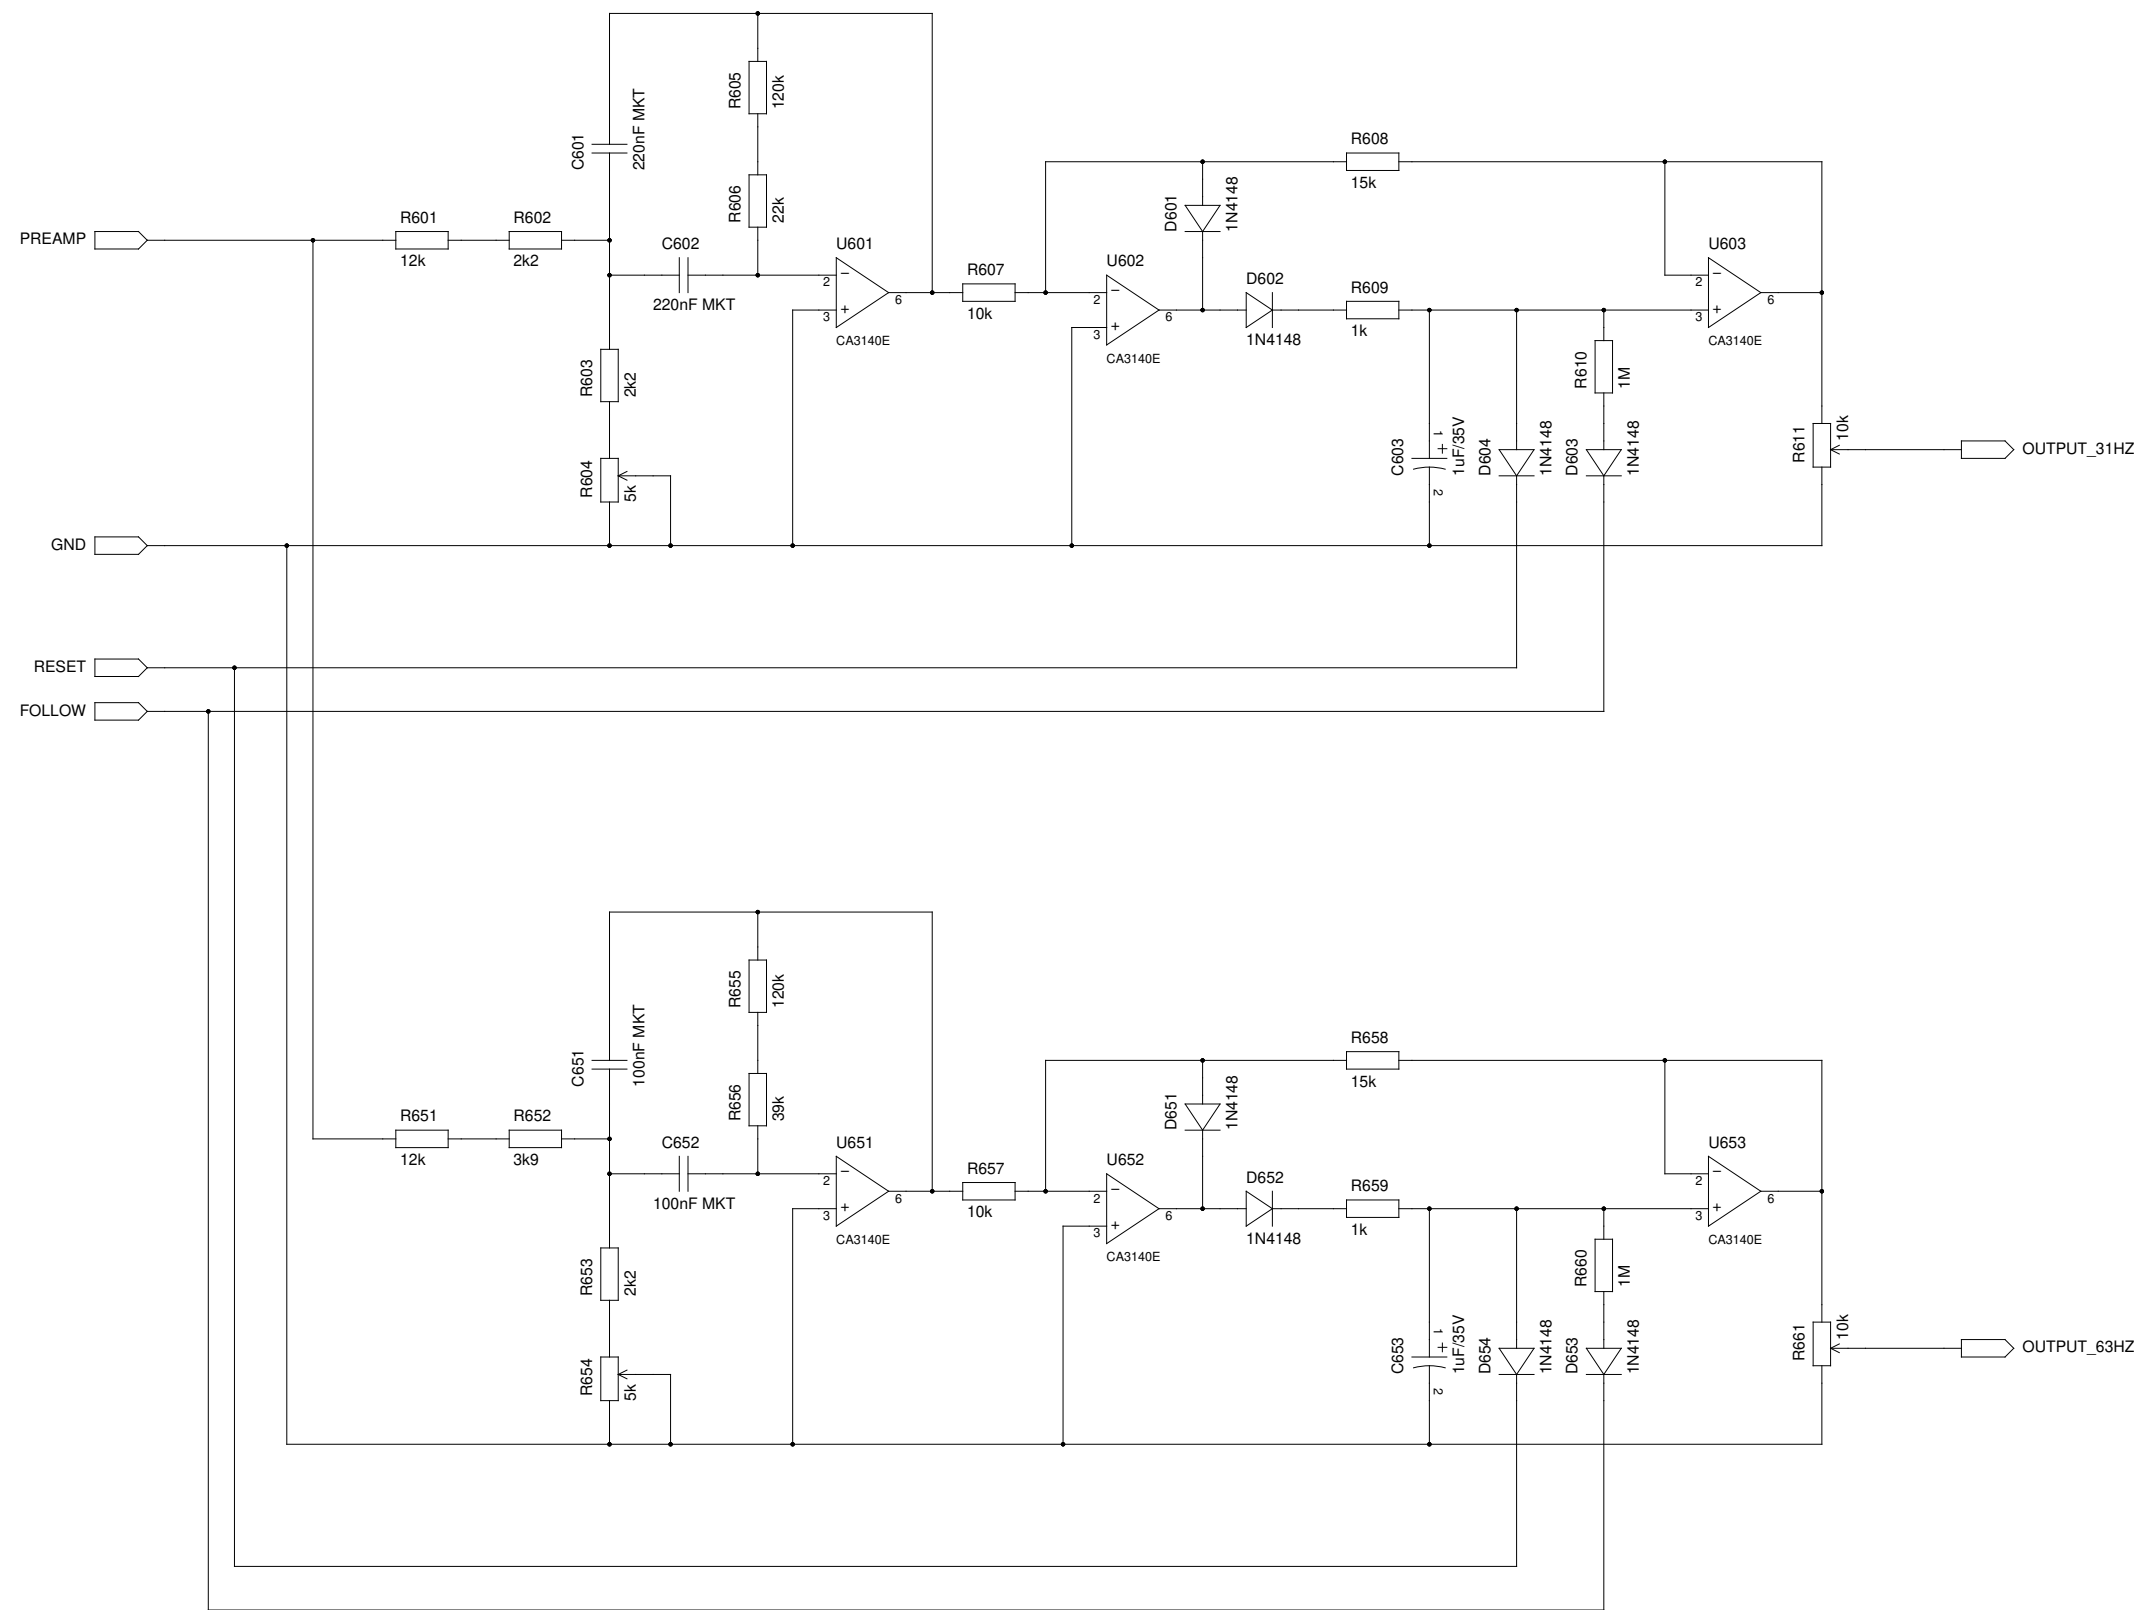 R605
120k
C601
220nF MKT
R608
15k
R606
22k
D601
1N4148
PREAMP
R601
12k
R602
2k2
C602
220nF MKT
U601
2
3
6
−
+
CA3140E
R607
10k
U602
2
3
6
−
+
CA3140E
D602
1N4148
R609
1k
U603
2
3
6
−
+
CA3140E
R603
2k2
R610
1M
R604
5k
C603
1
+
1uF/35V
2
D604
1N4148
D603
1N4148
R611
10k
OUTPUT_31HZ
GND
RESET
FOLLOW
R655
120k
C651
100nF MKT
R658
15k
R656
39k
D651
1N4148
R651
12k
R652
3k9
C652
100nF MKT
U651
2
3
6
−
+
CA3140E
R657
10k
U652
2
3
6
−
+
CA3140E
D652
1N4148
R659
1k
U653
2
3
6
−
+
CA3140E
R653
2k2
R660
1M
R654
5k
C653
1
+
1uF/35V
2
D654
1N4148
D653
1N4148
R661
10k
OUTPUT_63HZ